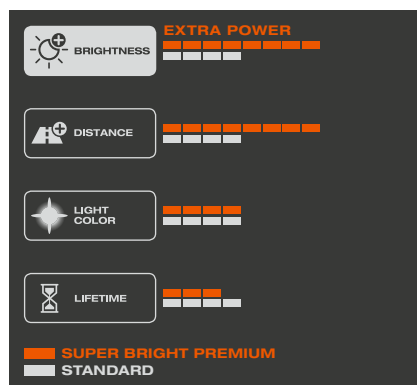 EXTRA POWER
BRIGHTNESS
DISTANCE
LIGHT
COLOR
LIFETIME
SUPER BRIGHT PREMIUM
STANDARD